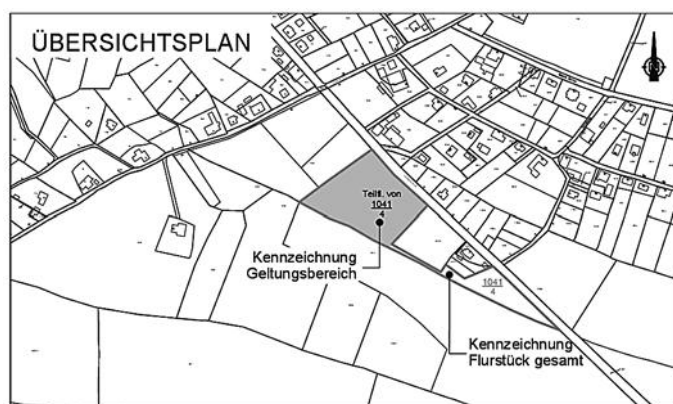 ÜBERSICHTSPLAN
Teilfl. von
1041
4
Kennzeichnung
Geltungsbereich
1041
4
Kennzeichnung
Flurstück gesamt